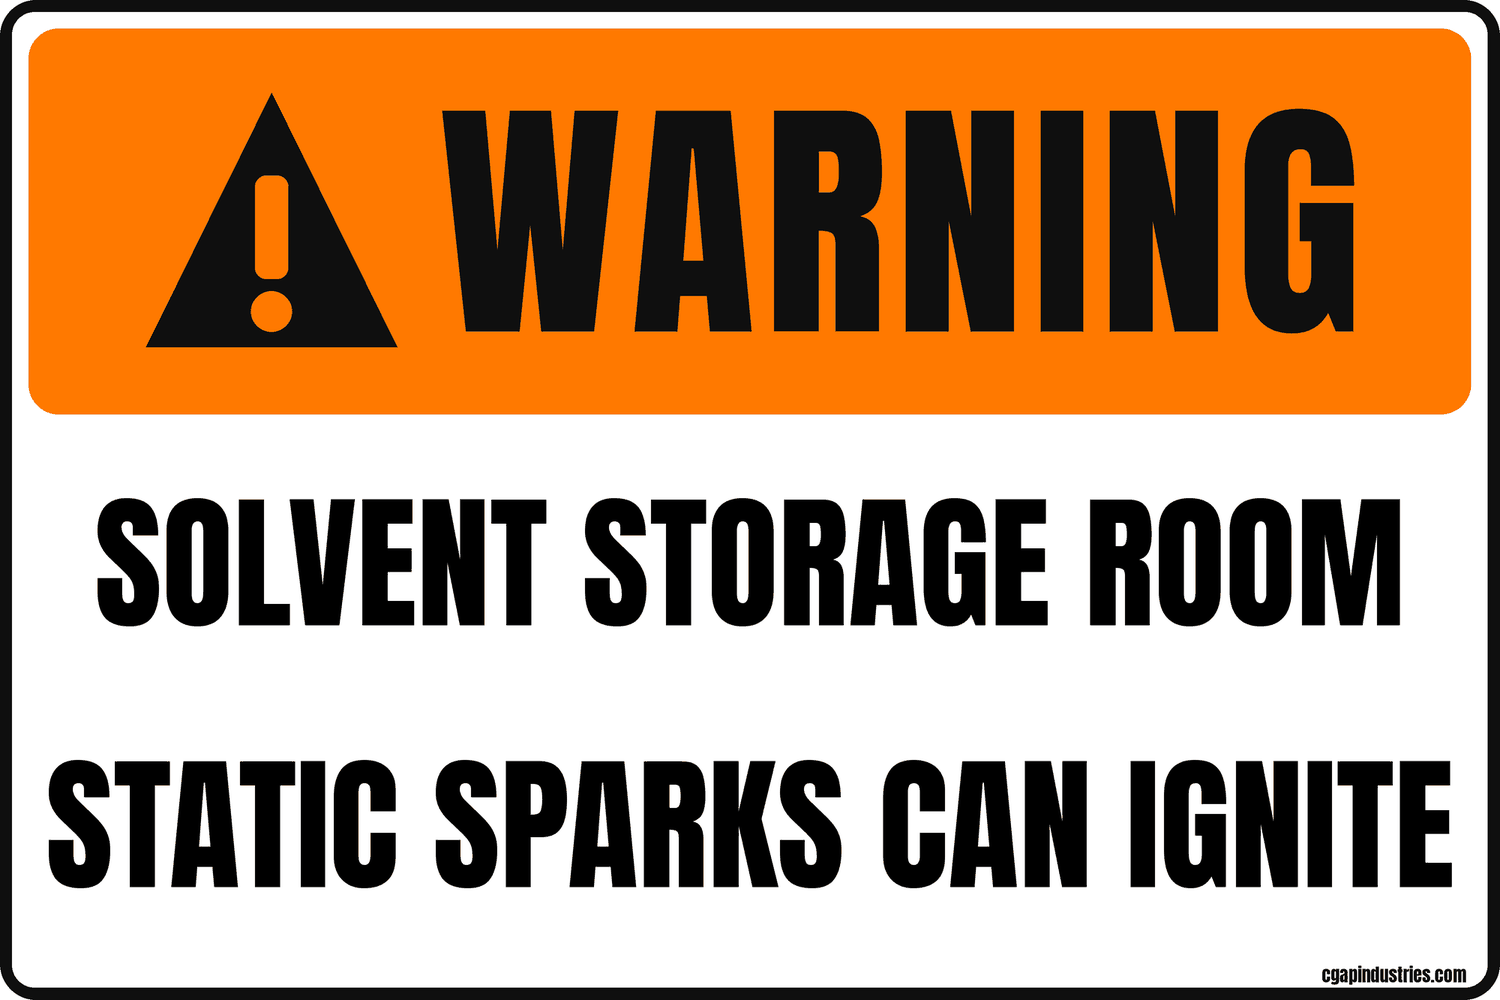 WARNING
SOLVENT STORAGE ROOM
STATIC SPARKS CAN IGNITE
cgapindustries.com